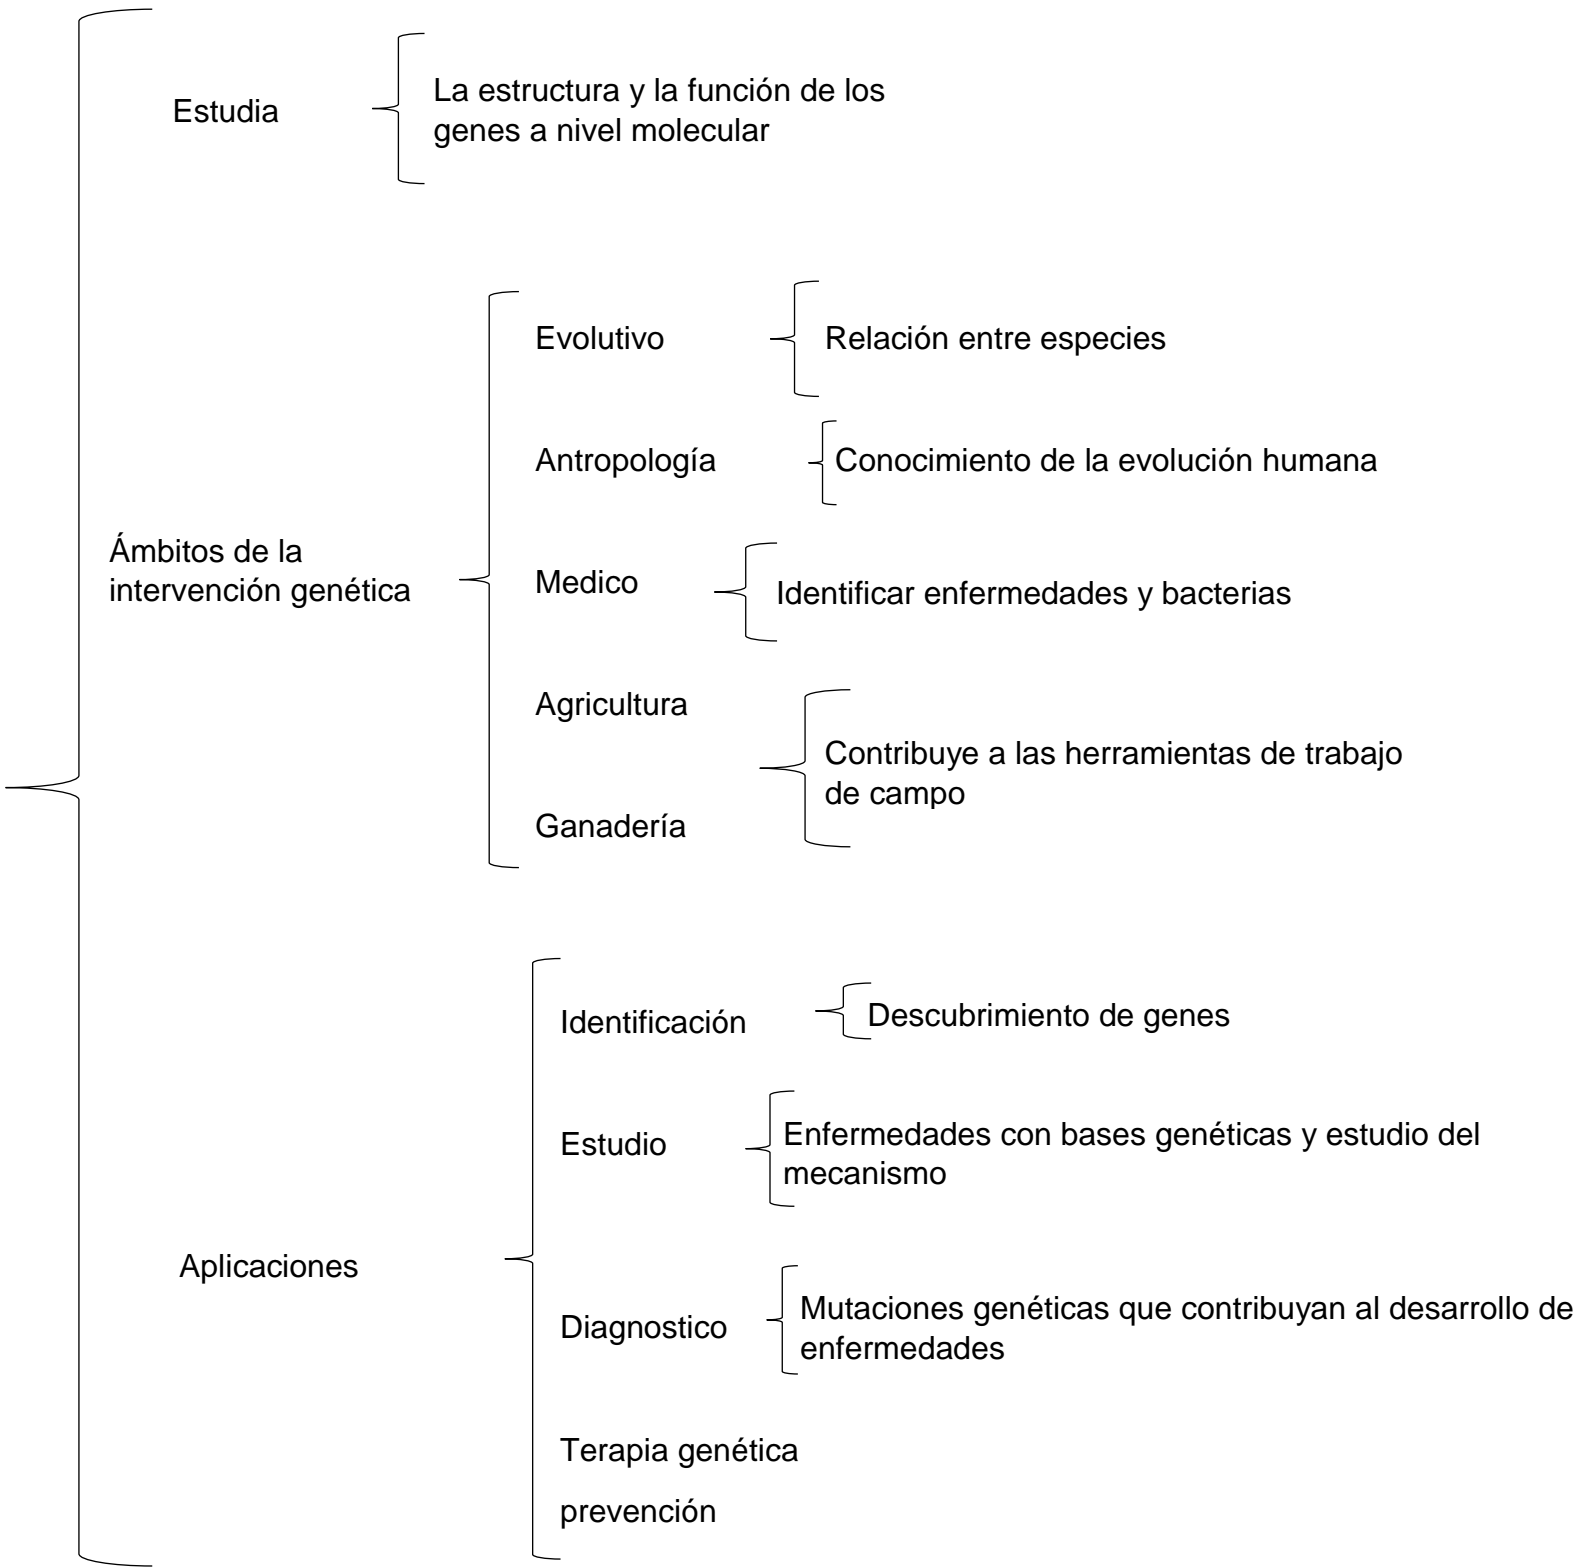 Estudia
La estructura y la función de los
genes a nivel molecular
Ámbitos de la
intervención genética
Evolutivo
Relación entre especies
Antropología
Conocimiento de la evolución humana
Medico
Identificar enfermedades y bacterias
Agricultura
Ganadería
Contribuye a las herramientas de trabajo
de campo
Aplicaciones
Identificación
Descubrimiento de genes
Estudio
Enfermedades con bases genéticas y estudio del
mecanismo
Diagnostico
Mutaciones genéticas que contribuyan al desarrollo de
enfermedades
Terapia genética
prevención